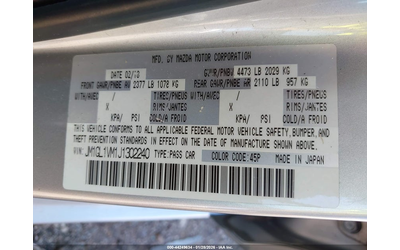 MFD. BY MAZDA MOTOR CORPORATION
DATE
GVWR/PNBV 4473 LB 2029 KG
FRONT GAWR/PNBE AV 2377 LB 1078 KG
REAR GAWR/PNBE AR 2110 LB 957 KG
WITH/AVEC / TIRES/PNEUS WITH/AVEC / TIRES/PNEUS
X RIMS/JANTES X RIMS/JANTES
KPA/ PSI COLD/A FROID KPA/ PSI COLD/A FROID
THIS VEHICLE CONFORMS TO ALL APPLICABLE FEDERAL MOTOR VEHICLE SAFETY, BUMPER, AND
THEFT PREVENTION STANDARDS IN EFFECT ON THE DATE OF MANUFACTURE SHOWN ABOVE.
VIN: TYPE: PASS CAR COLOR CODE: 45P MADE IN JAPAN